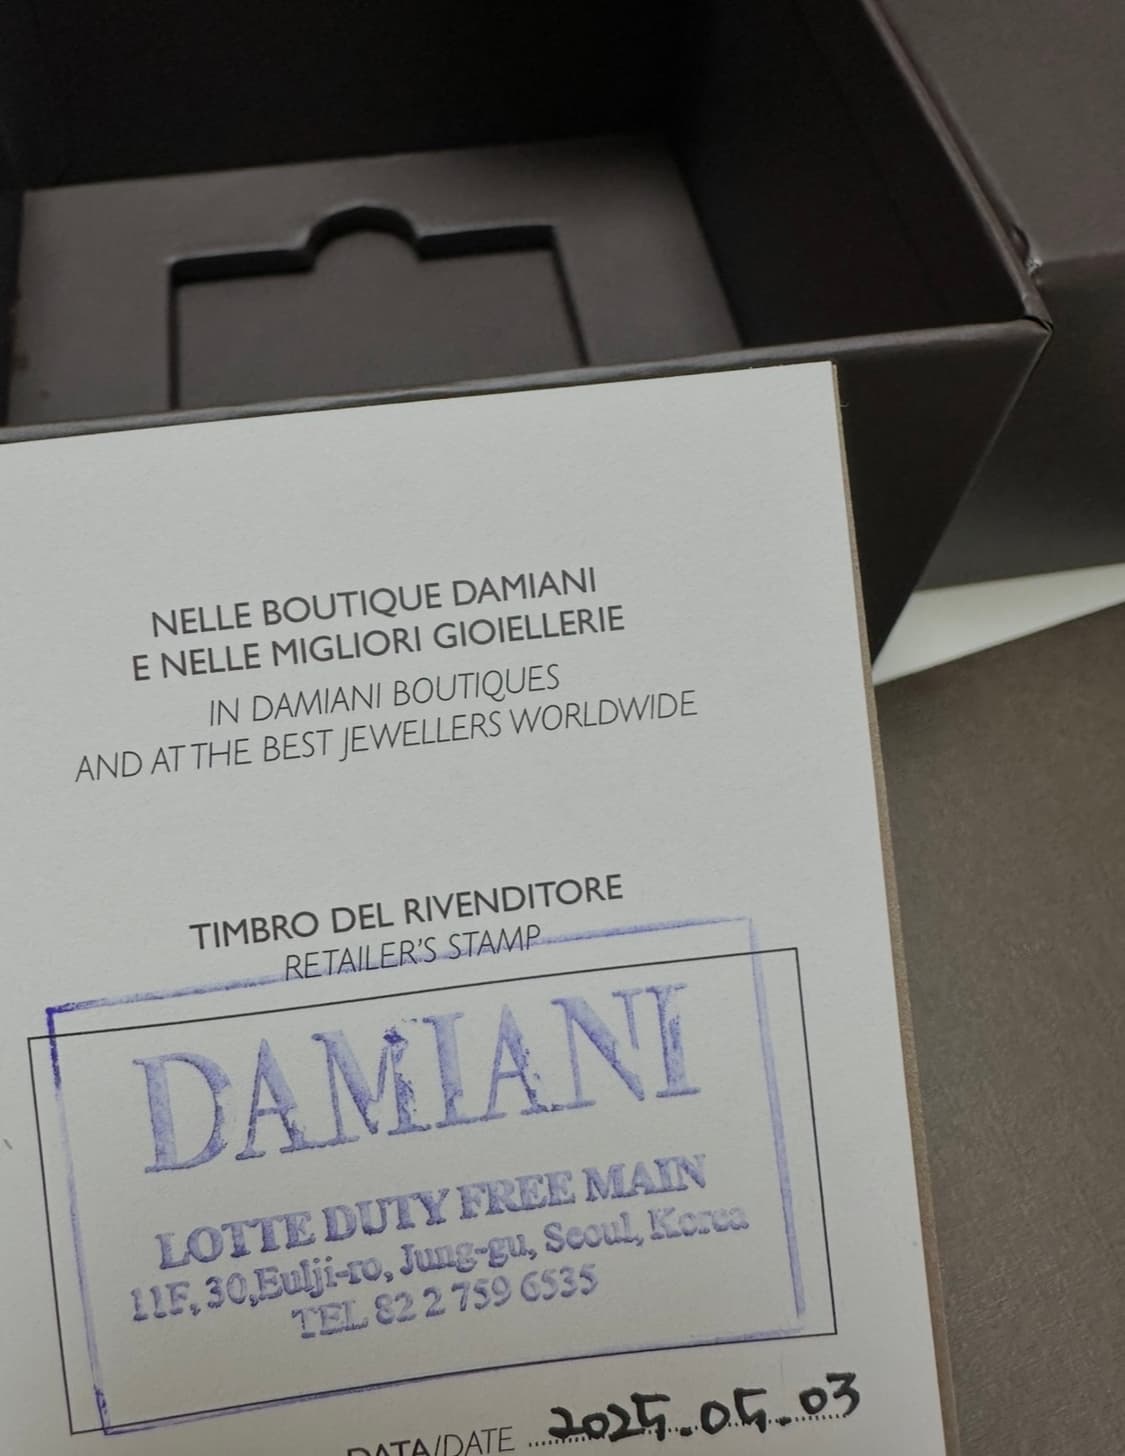 NELLE BOUTIQUE DAMIANI
E NELLE MIGLIORI GIOIELLERIE
IN DAMIANI BOUTIQUES
AND AT THE BEST JEWELLERS WORLDWIDE
TIMBRO DEL RIVENDITORE
RETAILER'S STAMP
DAMIANI
LOTTE DUTY FREE MAIN
11F, 30,Eulji-ro, Jung-gu, Seoul, Korea
TEL 82 2 759 6535
DATA/DATE 2025.05.03